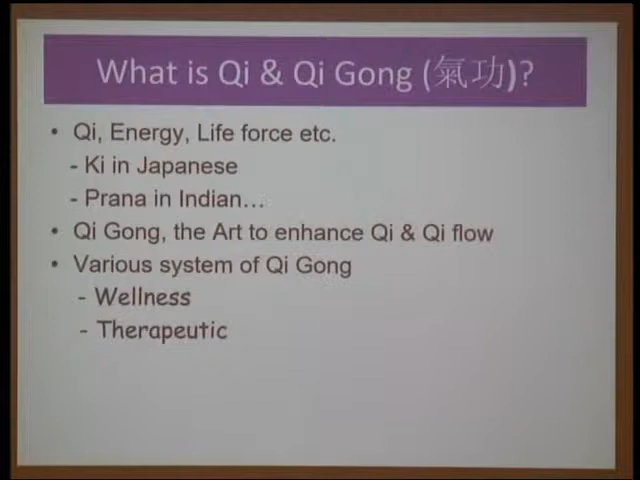 What is Qi & Qi Gong (氣功)?
• Qi, Energy, Life force etc.
- Ki in Japanese
- Prana in Indian…
• Qi Gong, the Art to enhance Qi & Qi flow
• Various system of Qi Gong
- Wellness
- Therapeutic